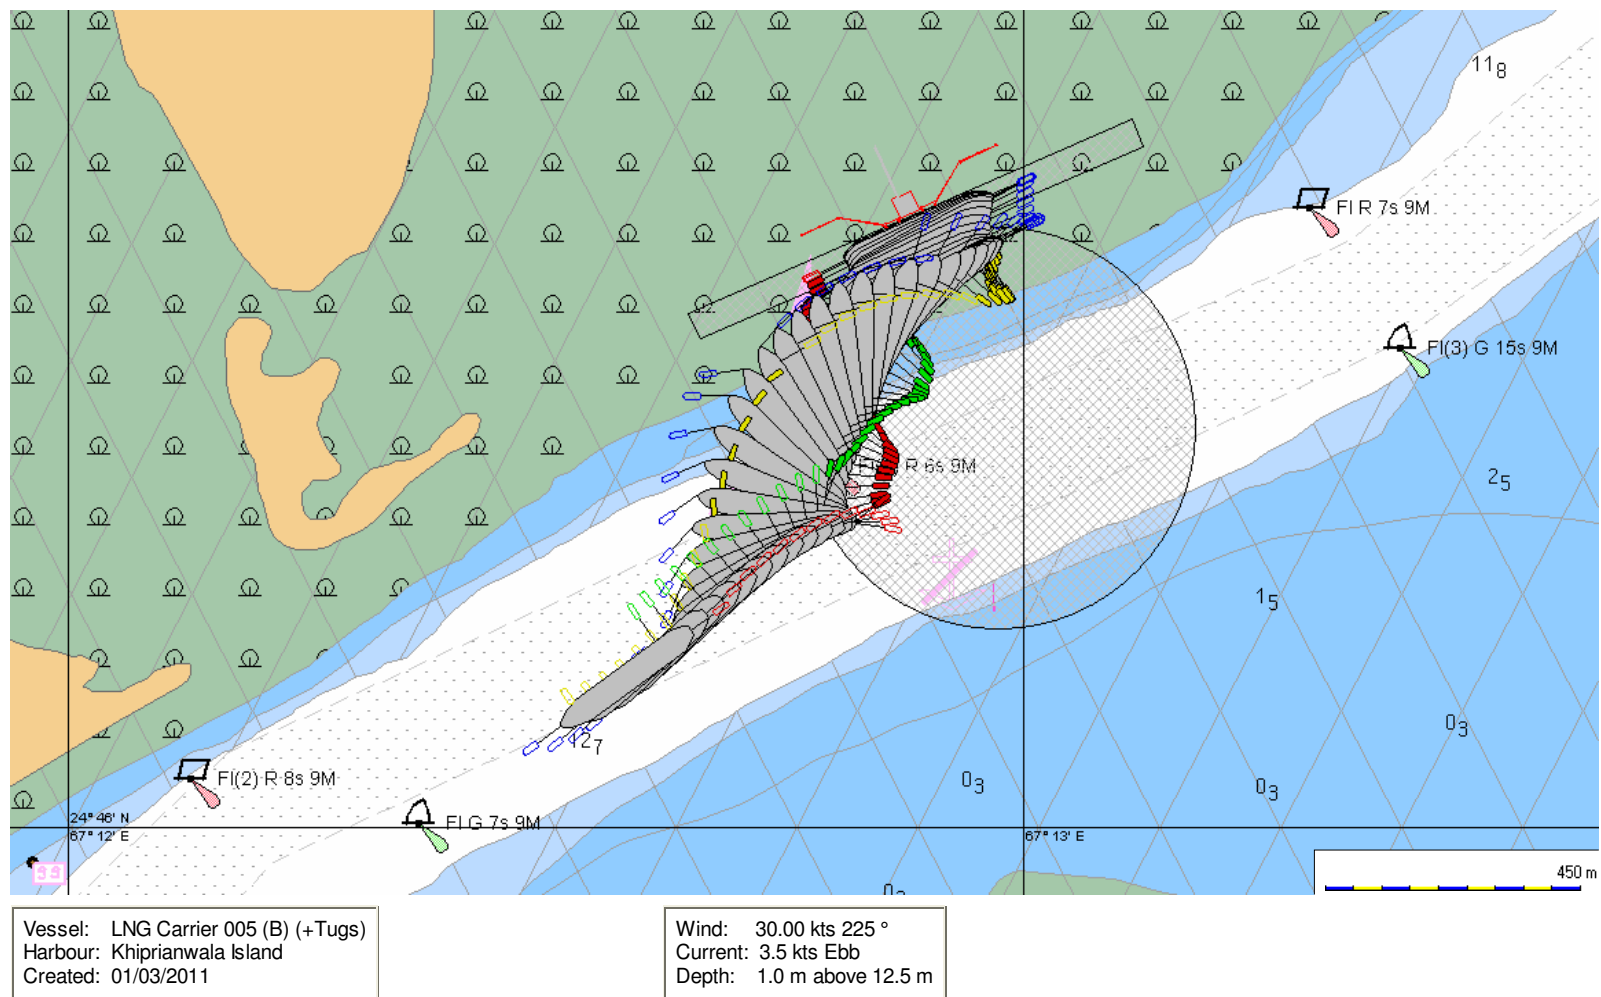 11₈
Fl R 7s 9M
Fl(3) G 15s 9M
R 6s 9M
2₅
1₅
0₃
12₇
0₃
0₃
Fl(2) R 8s 9M
24° 46' N
67° 12' E
Fl G 7s 9M
67° 13' E
450 m
Vessel: LNG Carrier 005 (B) (+Tugs)
Harbour: Khiprianwala Island
Created: 01/03/2011
Wind: 30.00 kts 225 °
Current: 3.5 kts Ebb
Depth: 1.0 m above 12.5 m